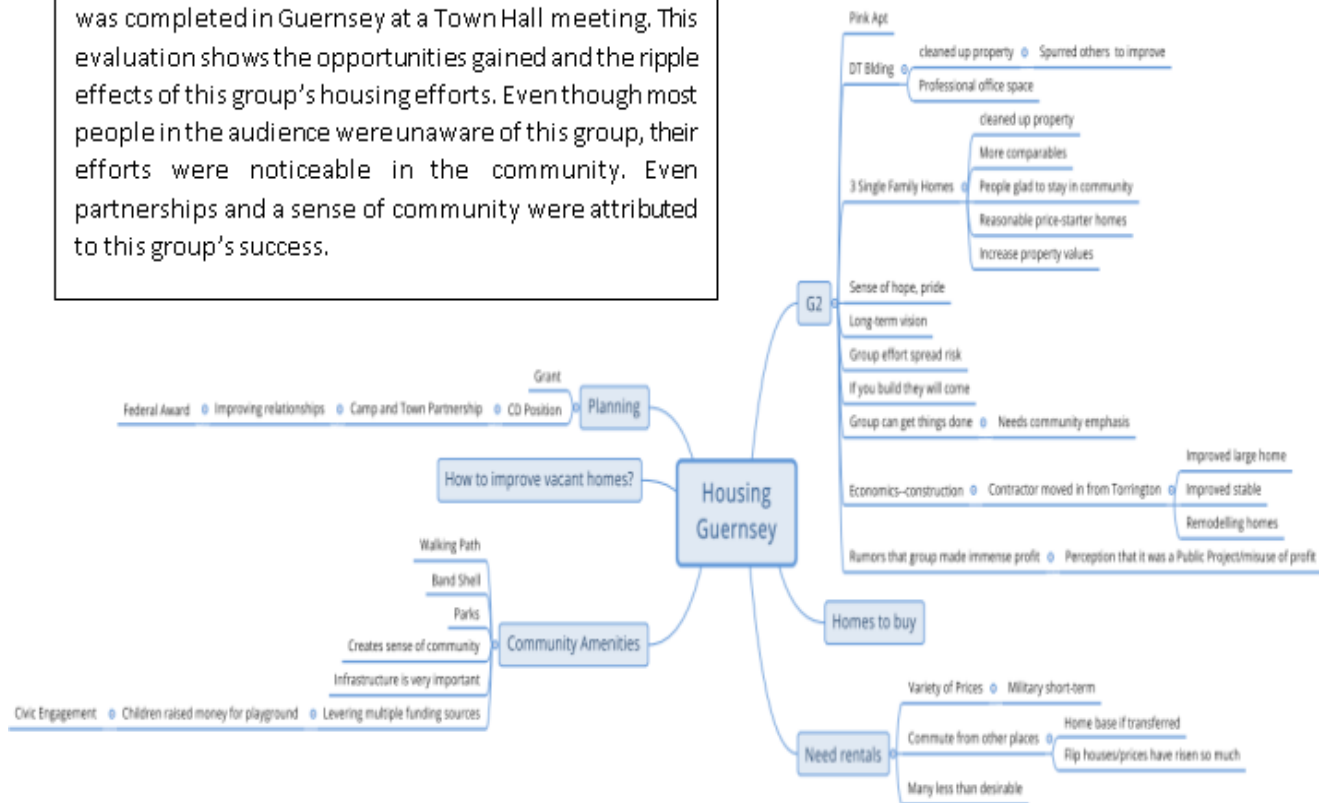 was completed in Guernsey at a Town Hall meeting. This
evaluation shows the opportunities gained and the ripple
effects of this group's housing efforts. Even though most
people in the audience were unaware of this group, their
efforts were noticeable in the community. Even
partnerships and a sense of community were attributed
to this group's success.
Housing
Guernsey
G2
Pink Apt
DT Blding
cleaned up property
Spurred others to improve
Professional office space
3 Single Family Homes
cleaned up property
More comparables
People glad to stay in community
Reasonable price-starter homes
Increase property values
Sense of hope, pride
Long-term vision
Group effort spread risk
If you build they will come
Group can get things done
Needs community emphasis
Economics--construction
Contractor moved in from Torrington
Improved large home
Improved stable
Remodelling homes
Rumors that group made immense profit
Perception that it was a Public Project/misuse of profit
Homes to buy
Need rentals
Variety of Prices
Military short-term
Commute from other places
Home base if transferred
Flip houses/prices have risen so much
Many less than desirable
Planning
Grant
CD Position
Camp and Town Partnership
Improving relationships
Federal Award
How to improve vacant homes?
Community Amenities
Walking Path
Band Shell
Parks
Creates sense of community
Infrastructure is very important
Levering multiple funding sources
Children raised money for playground
Civic Engagement